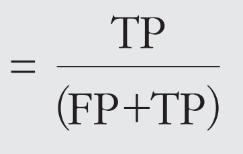 = TP
(FP+TP)